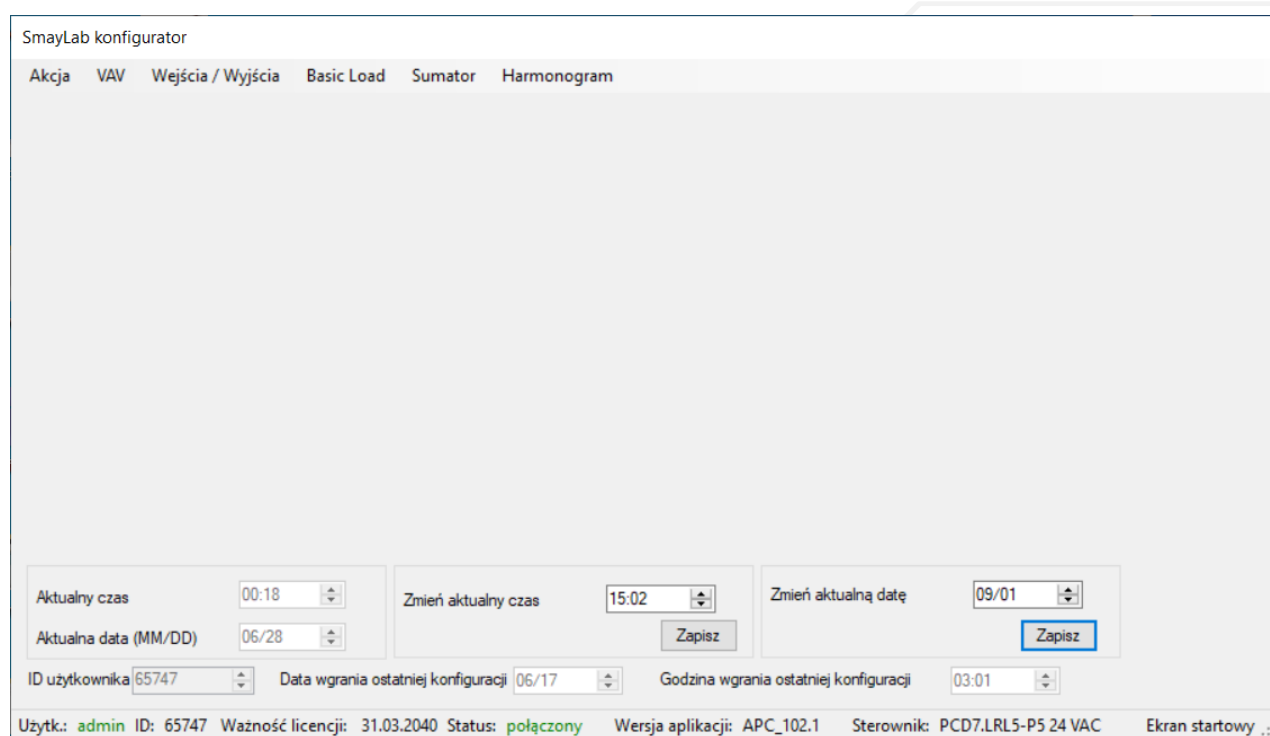 SmayLab konfigurator
Akcja VAV Wejścia / Wyjścia Basic Load Sumator Harmonogram
Aktualny czas 00:18 Zmień aktualny czas 15:02 Zmień aktualną datę 09/01
Aktualna data (MM/DD) 06/28 Zapisz Zapisz
ID użytkownika 65747 Data wgrania ostatniej konfiguracji 06/17 Godzina wgrania ostatniej konfiguracji 03:01
Użytk.: admin ID: 65747 Ważność licencji: 31.03.2040 Status: połączony Wersja aplikacji: APC_102.1 Sterownik: PCD7.LRL5-P5 24 VAC Ekran startowy